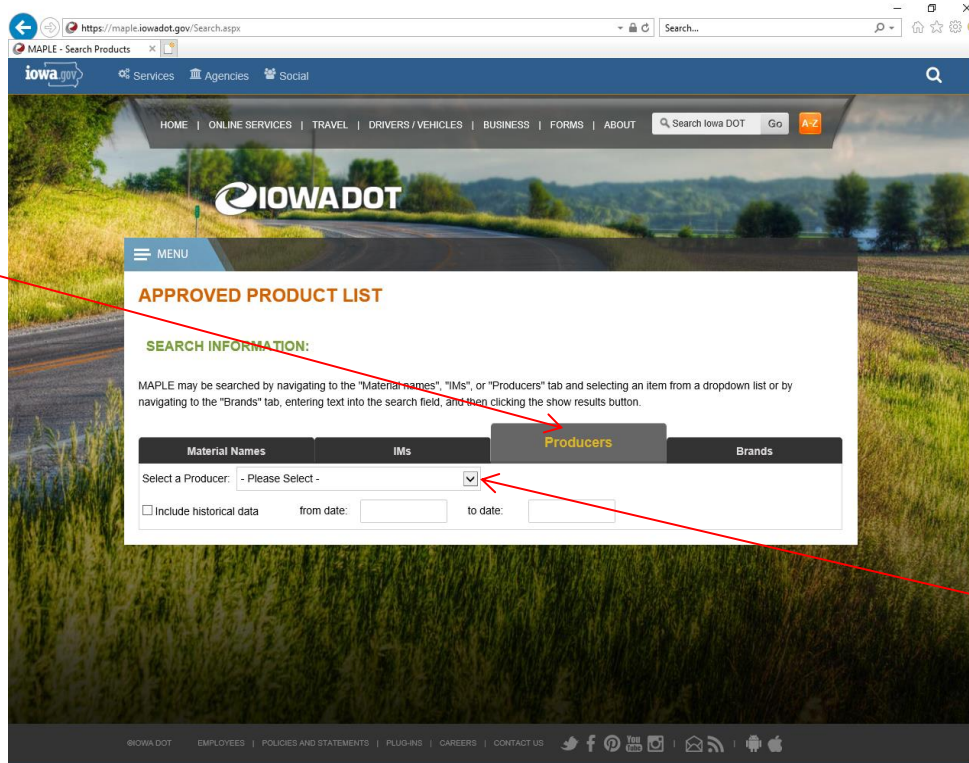 https://maple.iowadot.gov/Search.aspx
Search...
MAPLE - Search Products
iowa.gov
Services
Agencies
Social
HOME | ONLINE SERVICES | TRAVEL | DRIVERS / VEHICLES | BUSINESS | FORMS | ABOUT
Search Iowa DOT
Go
A-Z
IOWADOT
MENU
APPROVED PRODUCT LIST
SEARCH INFORMATION:
MAPLE may be searched by navigating to the "Material names", "IMs", or "Producers" tab and selecting an item from a dropdown list or by
navigating to the "Brands" tab, entering text into the search field, and then clicking the show results button.
Material Names
IMs
Producers
Brands
Select a Producer:
- Please Select -
Include historical data
from date:
to date:
©IOWA DOT
EMPLOYEES | POLICIES AND STATEMENTS | PLUG-INS | CAREERS | CONTACT US
You Tube